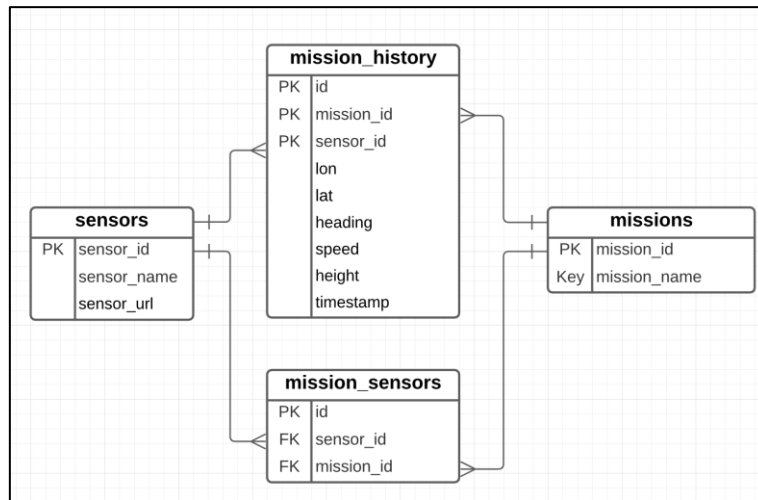 mission_history
PK id
PK mission_id
PK sensor_id
lon
lat
heading
speed
height
timestamp
sensors
PK sensor_id
sensor_name
sensor_url
missions
PK mission_id
Key mission_name
mission_sensors
PK id
FK sensor_id
FK mission_id